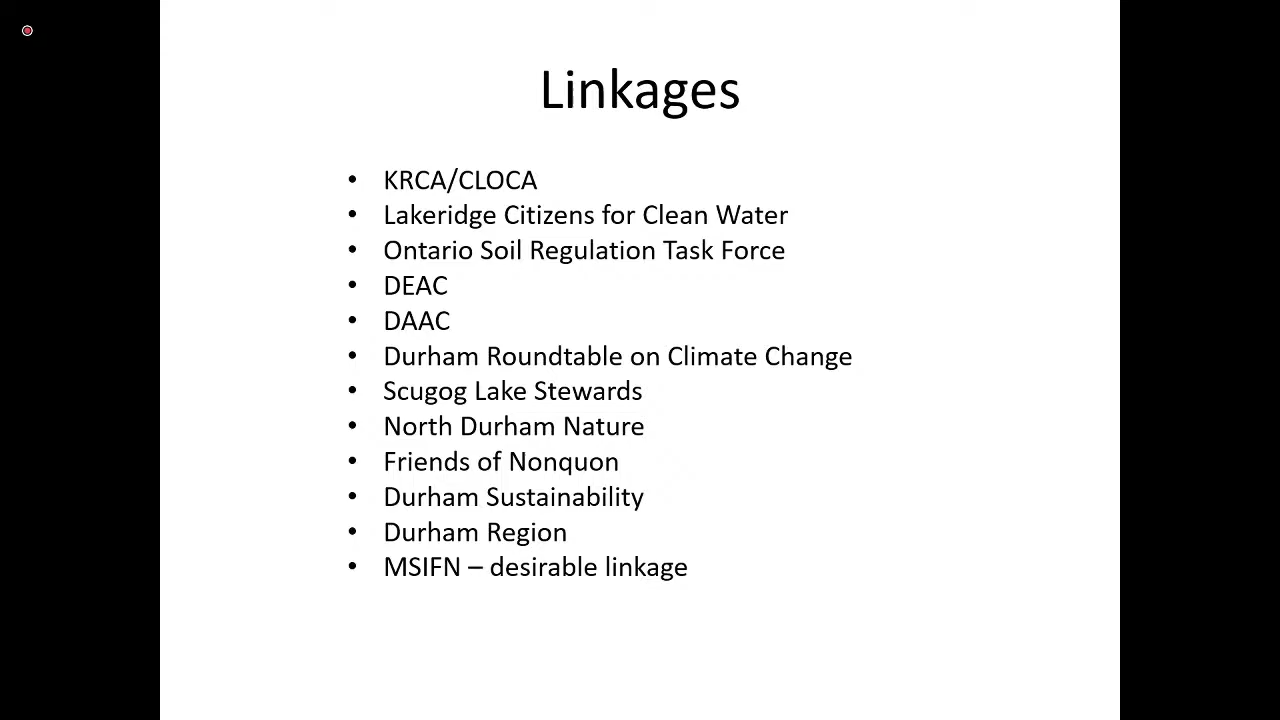 Linkages
• KRCA/CLOCA
• Lakeridge Citizens for Clean Water
• Ontario Soil Regulation Task Force
• DEAC
• DAAC
• Durham Roundtable on Climate Change
• Scugog Lake Stewards
• North Durham Nature
• Friends of Nonquon
• Durham Sustainability
• Durham Region
• MSIFN – desirable linkage